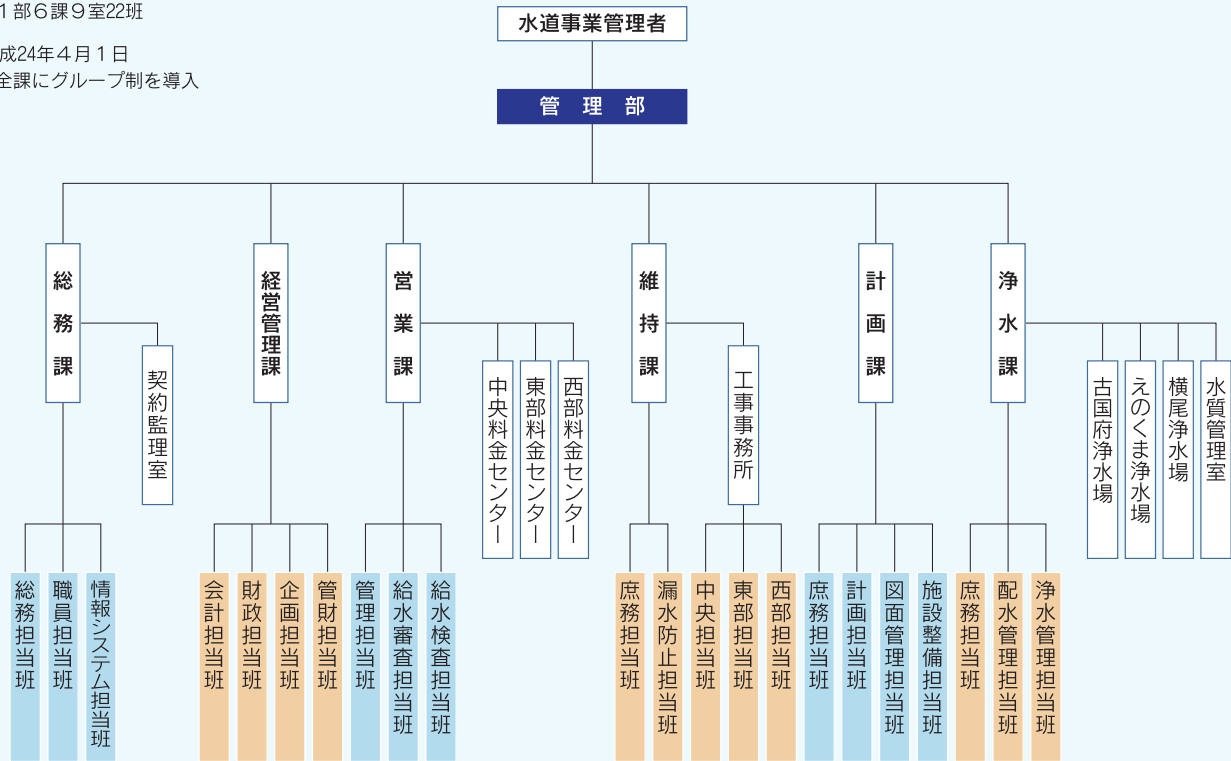 1部6課9室22班
成24年4月1日
全課にグループ制を導入
水道事業管理者
管理部
総務課
経営管理課
営業課
維持課
計画課
浄水課
契約監理室
中央料金センター
東部料金センター
西部料金センター
工事事務所
古国府浄水場
えのくま浄水場
横尾浄水場
水質管理室
総務担当班
職員担当班
情報システム担当班
会計担当班
財政担当班
企画担当班
管財担当班
管理担当班
給水審査担当班
給水検査担当班
庶務担当班
漏水防止担当班
中央担当班
東部担当班
西部担当班
庶務担当班
計画担当班
図面管理担当班
施設整備担当班
庶務担当班
配水管理担当班
浄水管理担当班